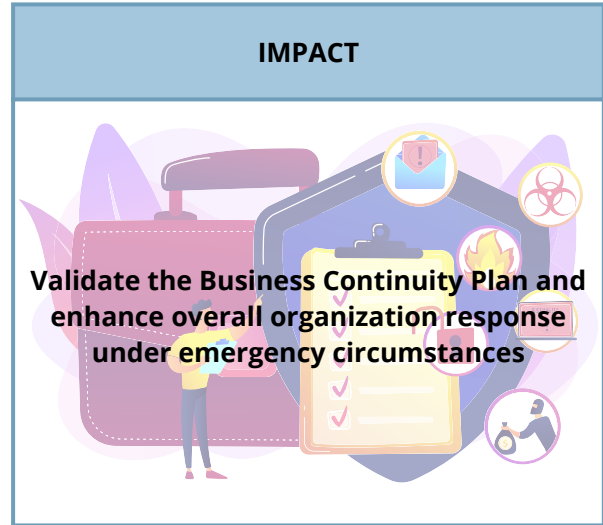 IMPACT
Validate the Business Continuity Plan and
enhance overall organization response
under emergency circumstances